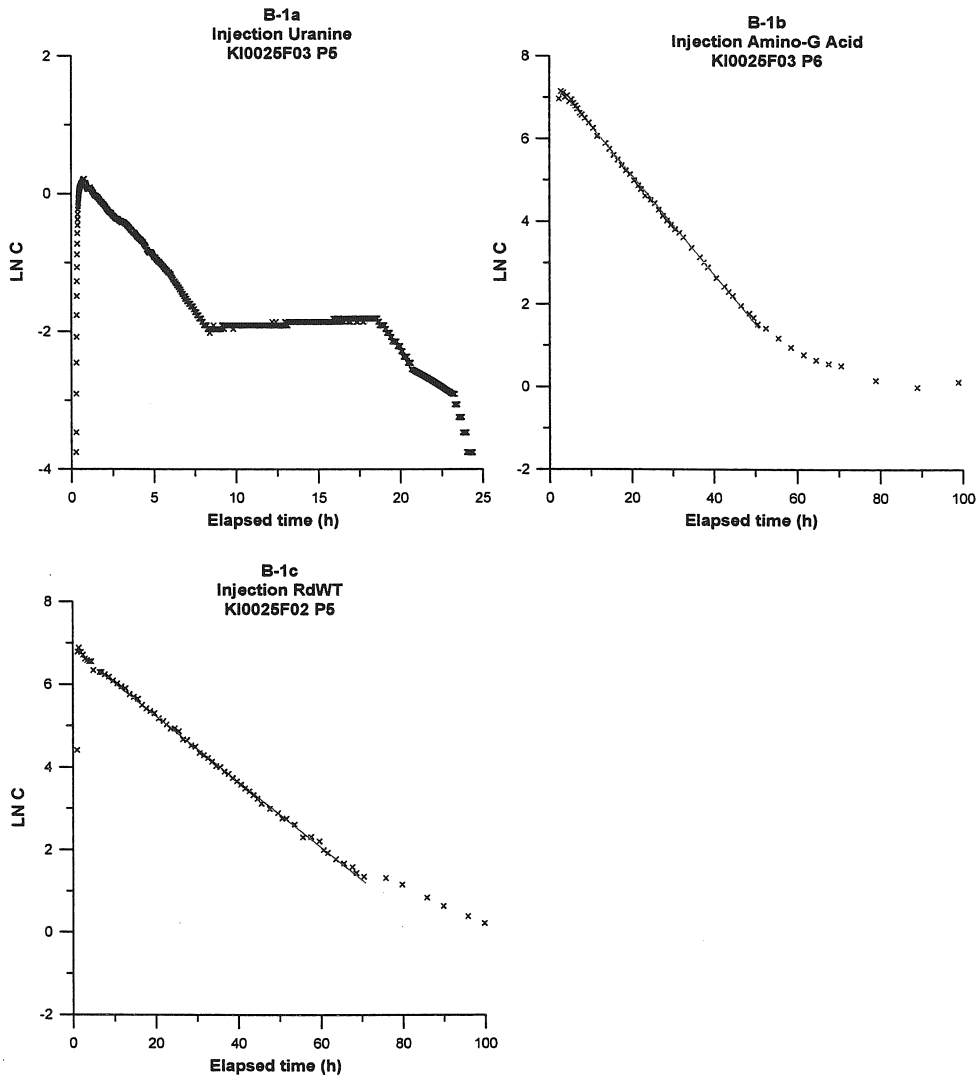 B-1a
Injection Uranine
KI0025F03 P5
2
0
-2
-4
LN C
0
5
10
15
20
25
Elapsed time (h)
B-1b
Injection Amino-G Acid
KI0025F03 P6
8
6
4
2
0
-2
LN C
0
20
40
60
80
100
Elapsed time (h)
B-1c
Injection RdWT
KI0025F02 P5
8
6
4
2
0
-2
LN C
0
20
40
60
80
100
Elapsed time (h)